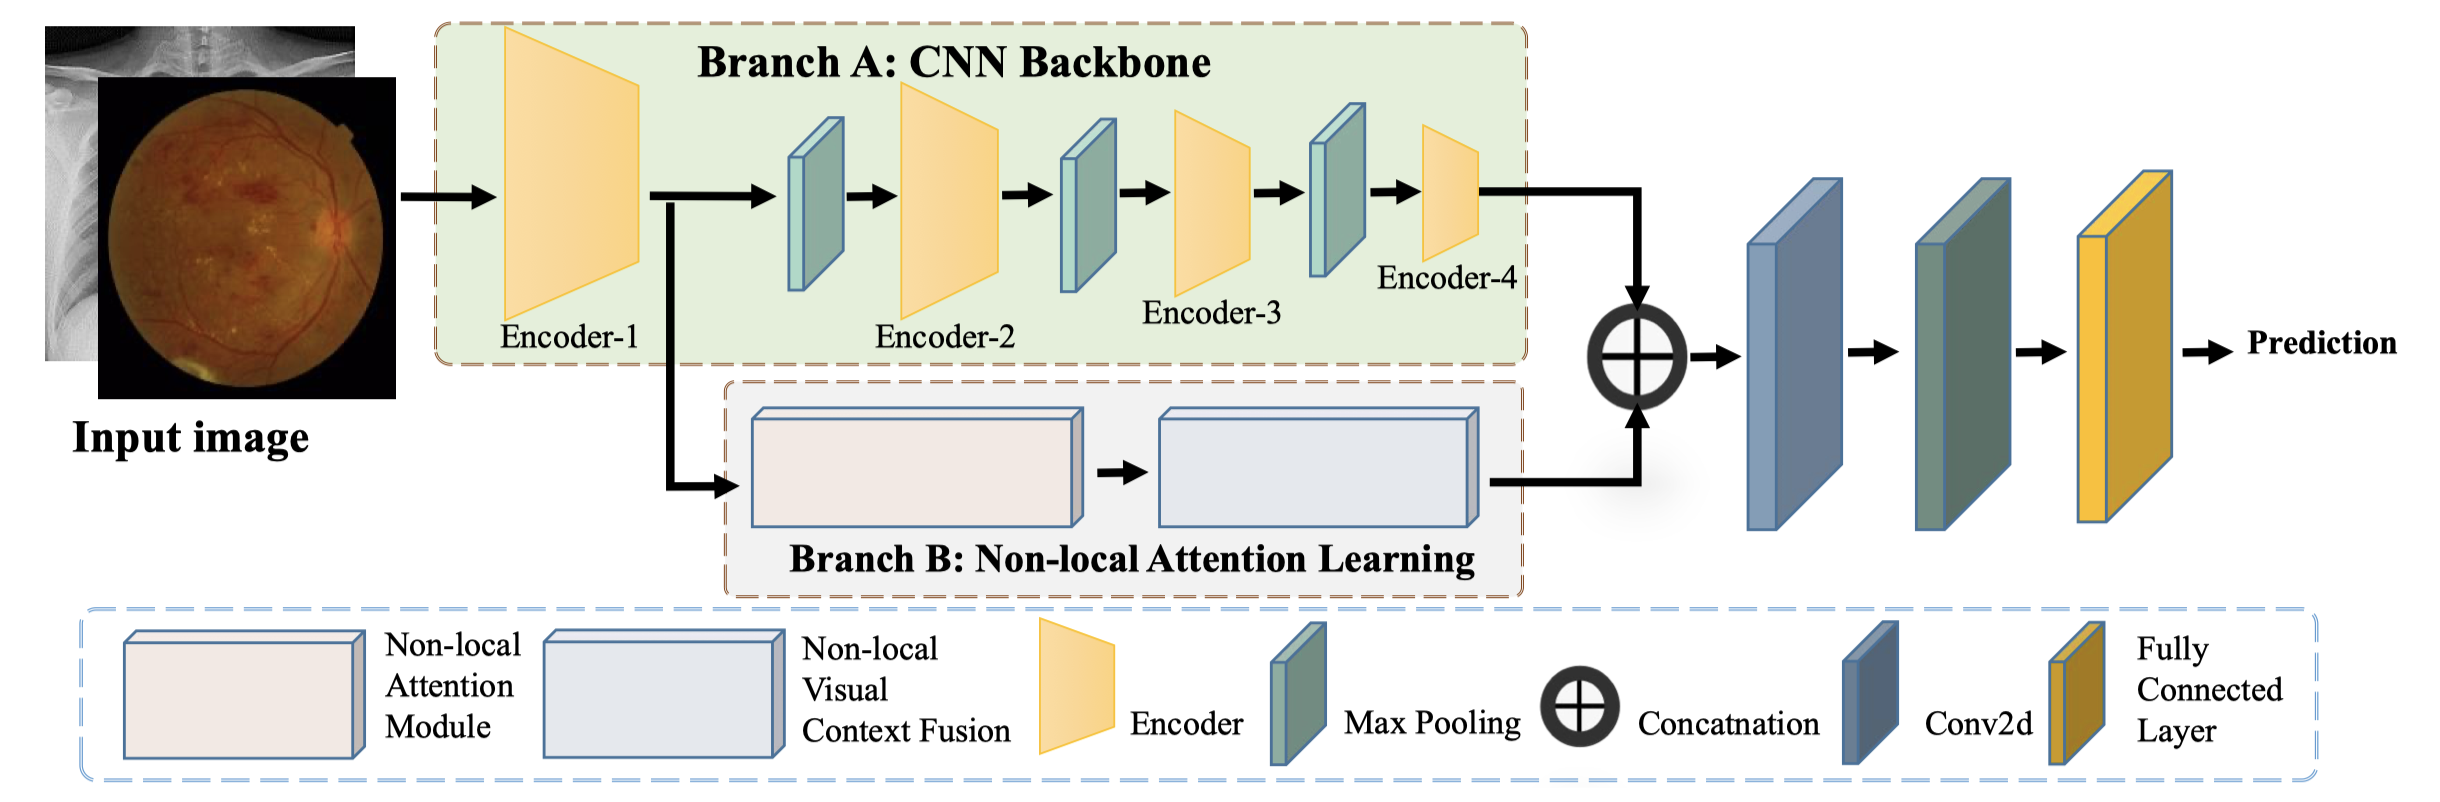 Branch A: CNN Backbone
Encoder-1
Encoder-2
Encoder-3
Encoder-4
Input image
Prediction
Branch B: Non-local Attention Learning
Non-local
Attention
Module
Non-local
Visual
Context Fusion
Encoder
Max Pooling
Concatnation
Conv2d
Fully
Connected
Layer